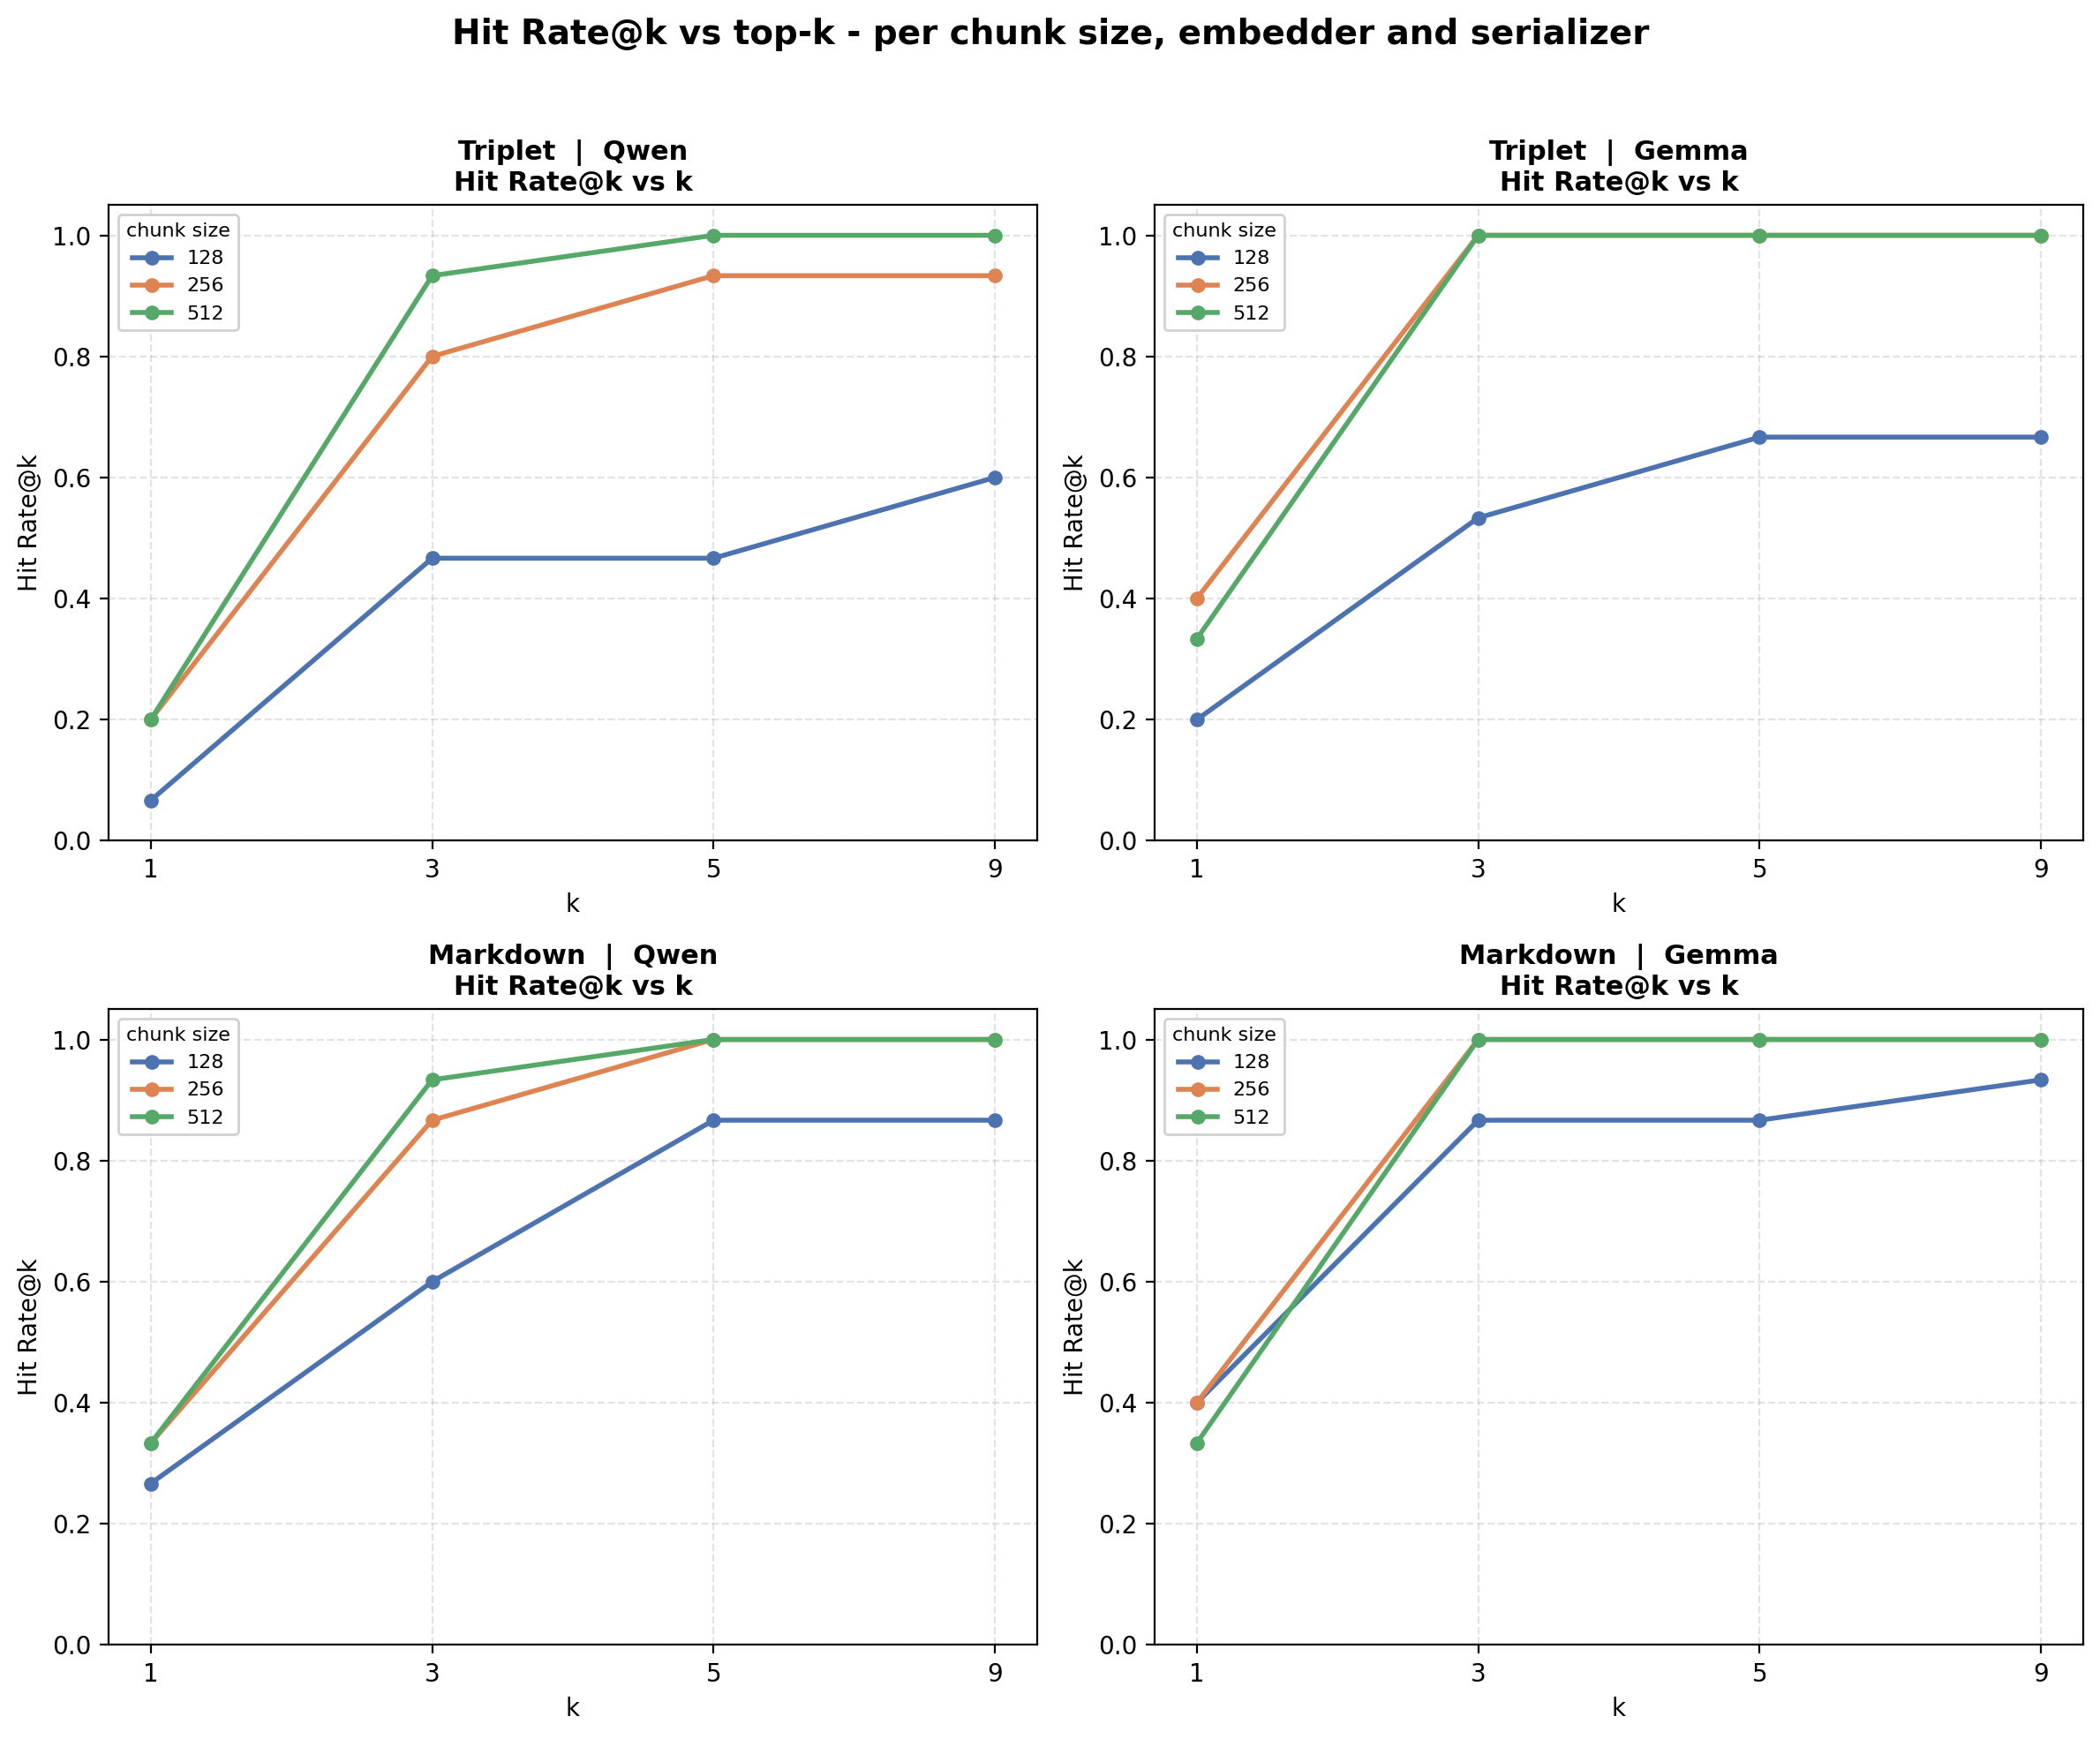 Hit Rate@k vs top-k - per chunk size, embedder and serializer
Triplet | Qwen
Hit Rate@k vs k
chunk size
128
256
512
1.0
0.8
0.6
0.4
0.2
0.0
Hit Rate@k
1 3 5 9
k
Triplet | Gemma
Hit Rate@k vs k
chunk size
128
256
512
1.0
0.8
0.6
0.4
0.2
0.0
Hit Rate@k
1 3 5 9
k
Markdown | Qwen
Hit Rate@k vs k
chunk size
128
256
512
1.0
0.8
0.6
0.4
0.2
0.0
Hit Rate@k
1 3 5 9
k
Markdown | Gemma
Hit Rate@k vs k
chunk size
128
256
512
1.0
0.8
0.6
0.4
0.2
0.0
Hit Rate@k
1 3 5 9
k